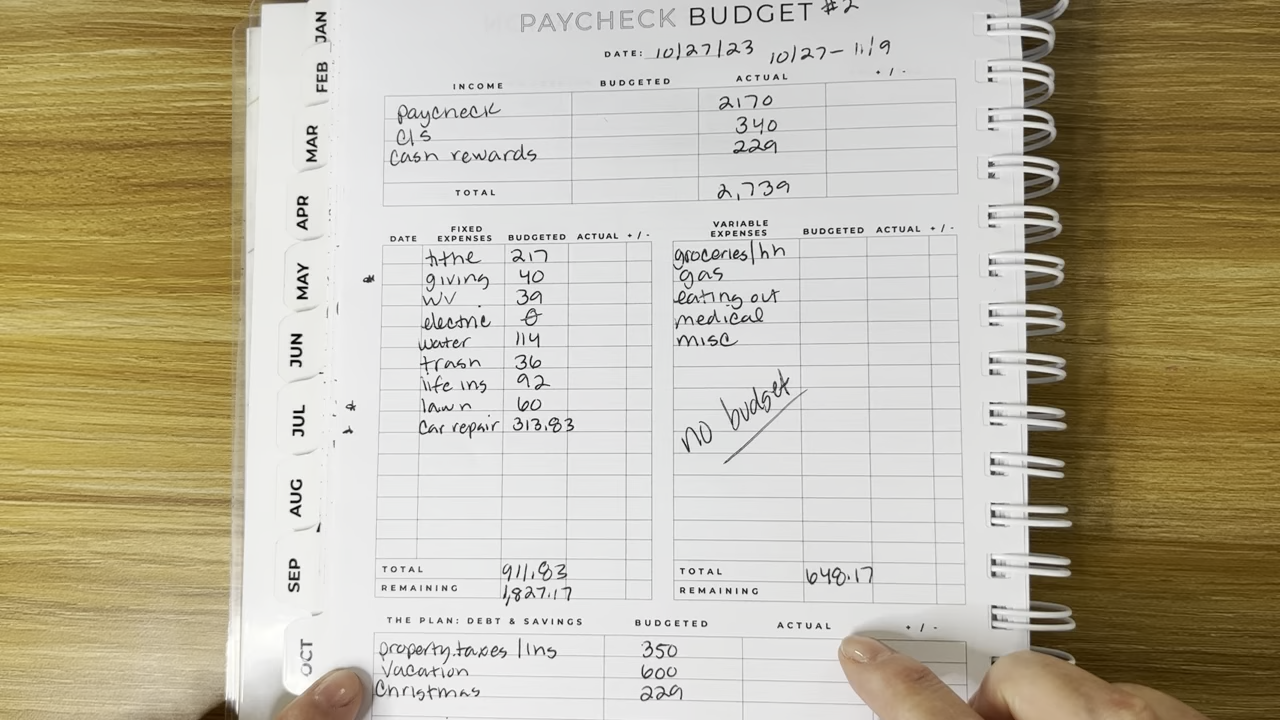 JAN
FEB
MAR
APR
MAY
JUN
JUL
AUG
SEP
OCT
PAYCHECK BUDGET #2
DATE: 10/27/23 10/27 - 11/9
INCOME BUDGETED ACTUAL + / -
paycheck 2170
C/S 340
cash rewards 229
TOTAL 2,739
DATE FIXED EXPENSES BUDGETED ACTUAL + / -
tithe 217
giving 40
WV 39
electric 0
water 114
trash 36
life ins 92
lawn 60
car repair 313.83
TOTAL 911.83
REMAINING 1,827.17
VARIABLE EXPENSES BUDGETED ACTUAL + / -
groceries/hh
gas
eating out
medical
misc
no budget
TOTAL 648.17
REMAINING
THE PLAN: DEBT & SAVINGS BUDGETED ACTUAL + / -
property taxes / ins 350
Vacation 600
Christmas 229